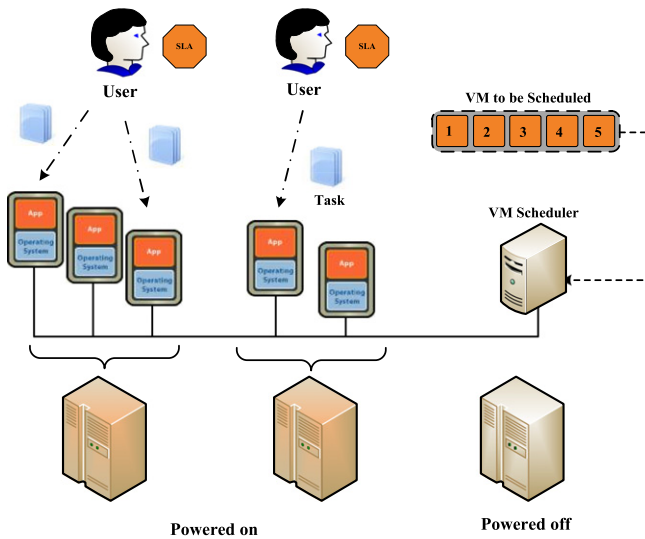 SLA
SLA
User
User
VM to be Scheduled
1 2 3 4 5
Task
VM Scheduler
App
Operating System
App
Operating System
App
Operating System
App
Operating System
App
Operating System
Powered on
Powered off